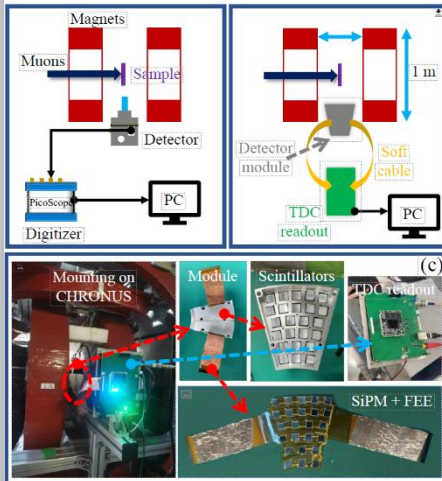 Magnets
Muons
Sample
Detector
PicoScope
Digitizer
PC
1 m
Detector
module
Soft
cable
TDC
readout
PC
(c)
Mounting on
CHRONUS
Module
Scintillators
TDC readout
SiPM + FEE